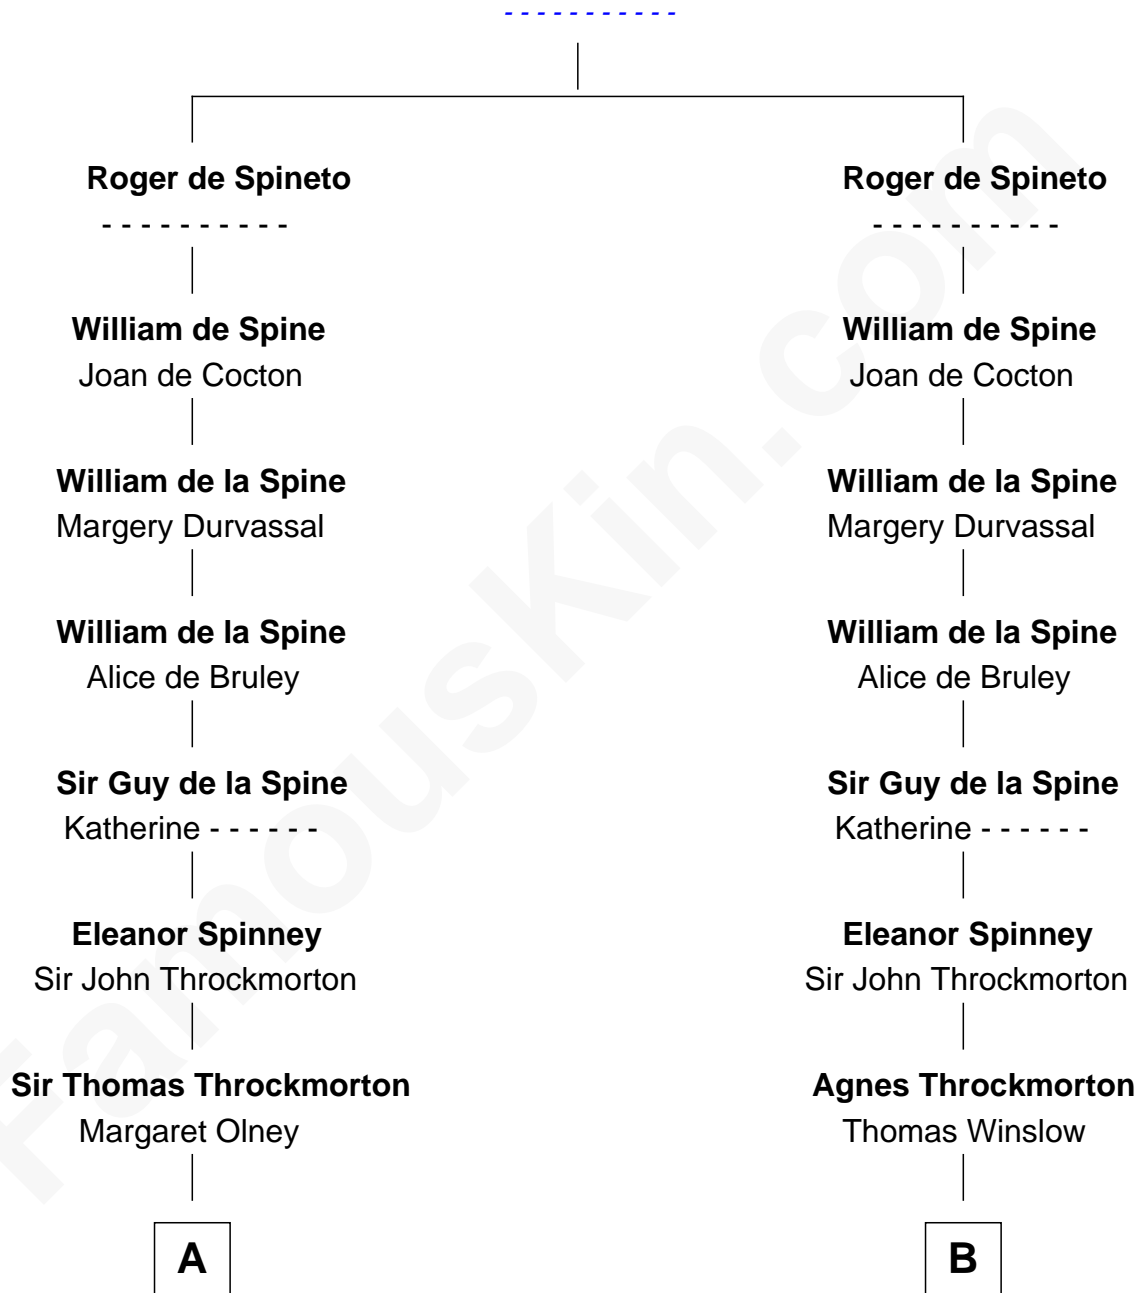 - - - - - - - - - - -
Roger de Spineto Roger de Spineto
- - - - - - - - - - - - - - - - - - - -
William de Spine William de Spine
Joan de Cocton Joan de Cocton
William de la Spine William de la Spine
Margery Durvassal Margery Durvassal
William de la Spine William de la Spine
Alice de Bruley Alice de Bruley
Sir Guy de la Spine Sir Guy de la Spine
Katherine - - - - - - Katherine - - - - - -
Eleanor Spinney Eleanor Spinney
Sir John Throckmorton Sir John Throckmorton
Sir Thomas Throckmorton Agnes Throckmorton
Margaret Olney Thomas Winslow
A B
FamousKin.com